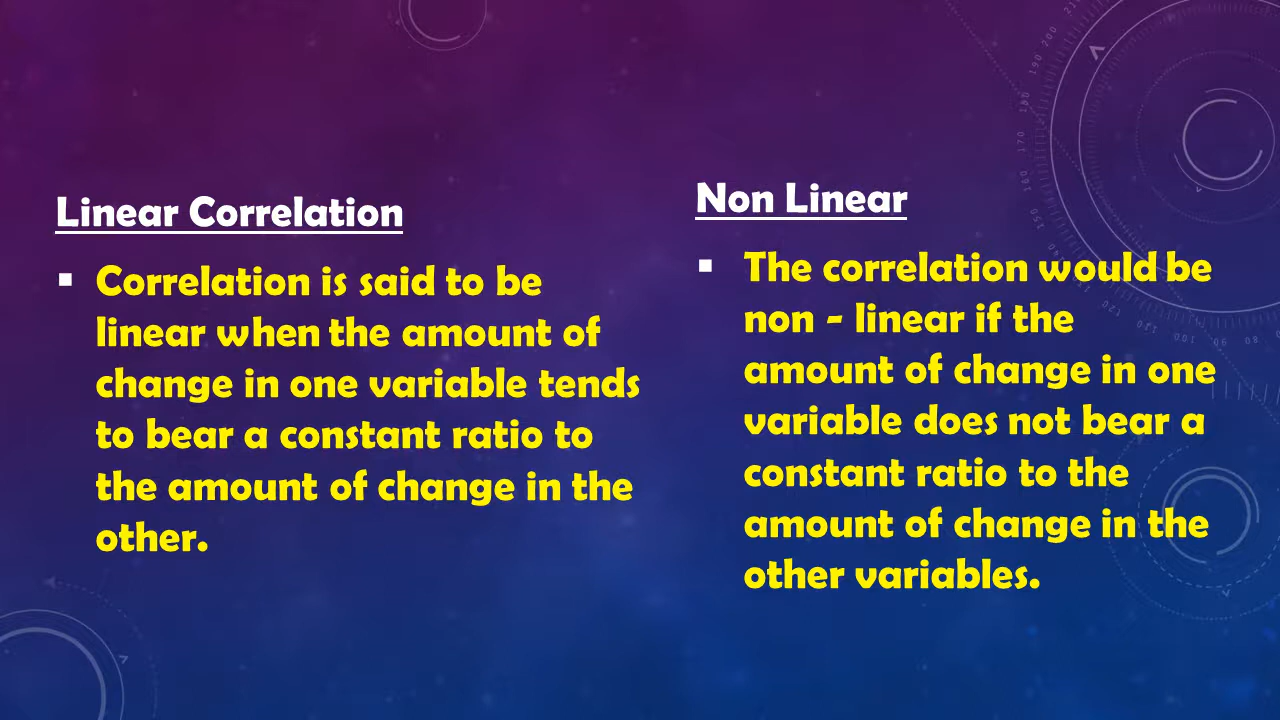 Linear Correlation
▪ Correlation is said to be
linear when the amount of
change in one variable tends
to bear a constant ratio to
the amount of change in the
other.
Non Linear
▪ The correlation would be
non - linear if the
amount of change in one
variable does not bear a
constant ratio to the
amount of change in the
other variables.